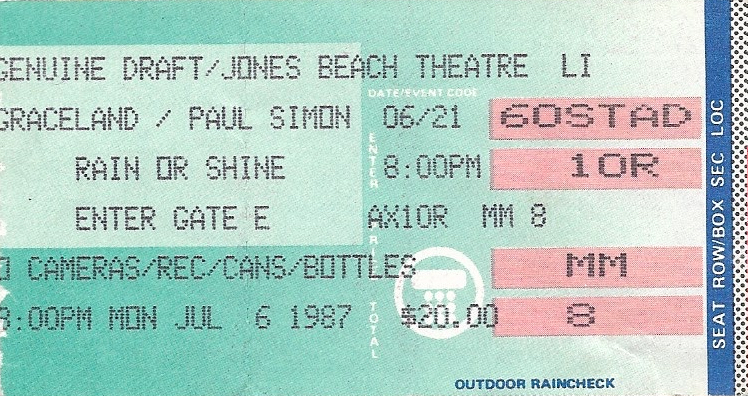 GENUINE DRAFT/JONES BEACH THEATRE LI
DATE/EVENT CODE
GRACELAND / PAUL SIMON 06/21 60STAD
RAIN OR SHINE 8:00PM 10R
ENTER GATE E AX10R MM 8
CAMERAS/REC/CANS/BOTTLES MM
8:00PM MON JUL 6 1987 $20.00 8
ENTER
TOTAL
OUTDOOR RAINCHECK
SEAT ROW/BOX SEC LOC